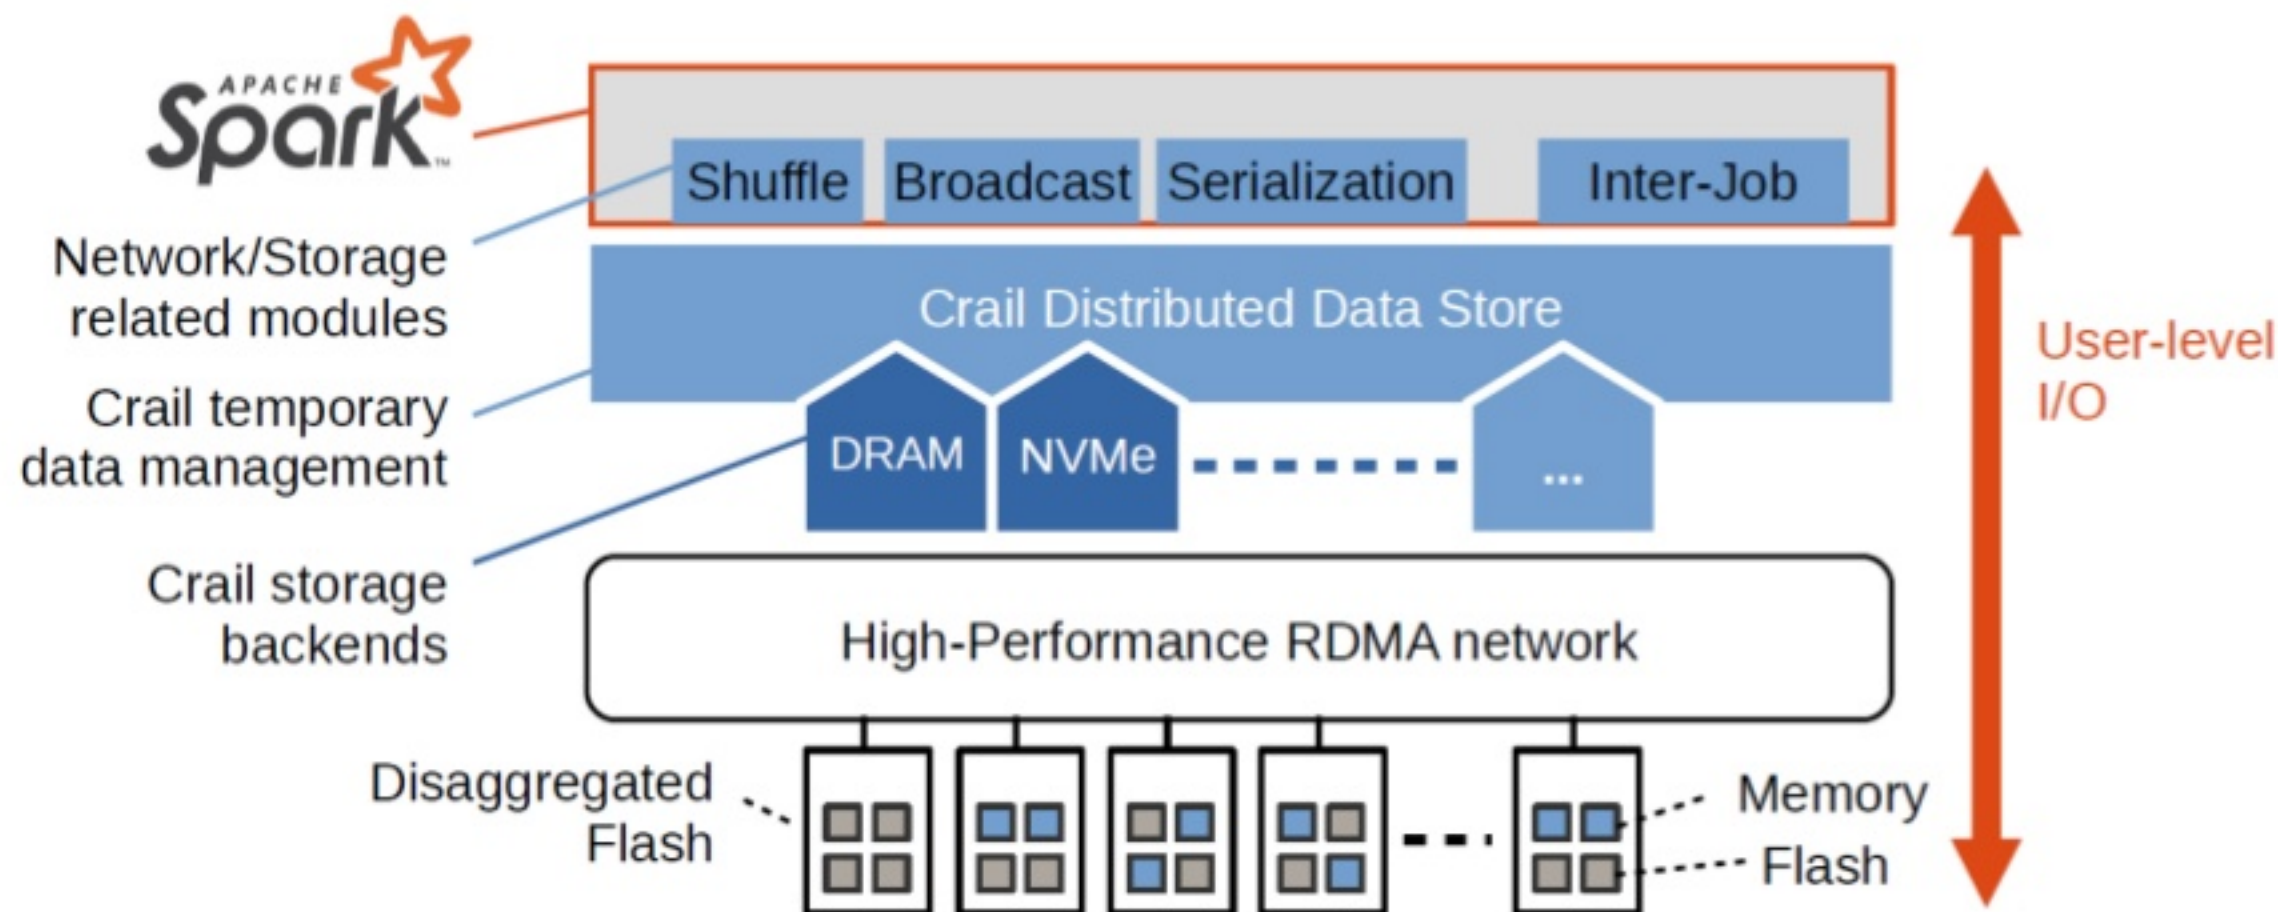 APACHE
Spark™
Shuffle
Broadcast
Serialization
Inter-Job
Network/Storage
related modules
Crail Distributed Data Store
User-level
I/O
Crail temporary
data management
DRAM
NVMe
...
Crail storage
backends
High-Performance RDMA network
Disaggregated
Flash
Memory
Flash